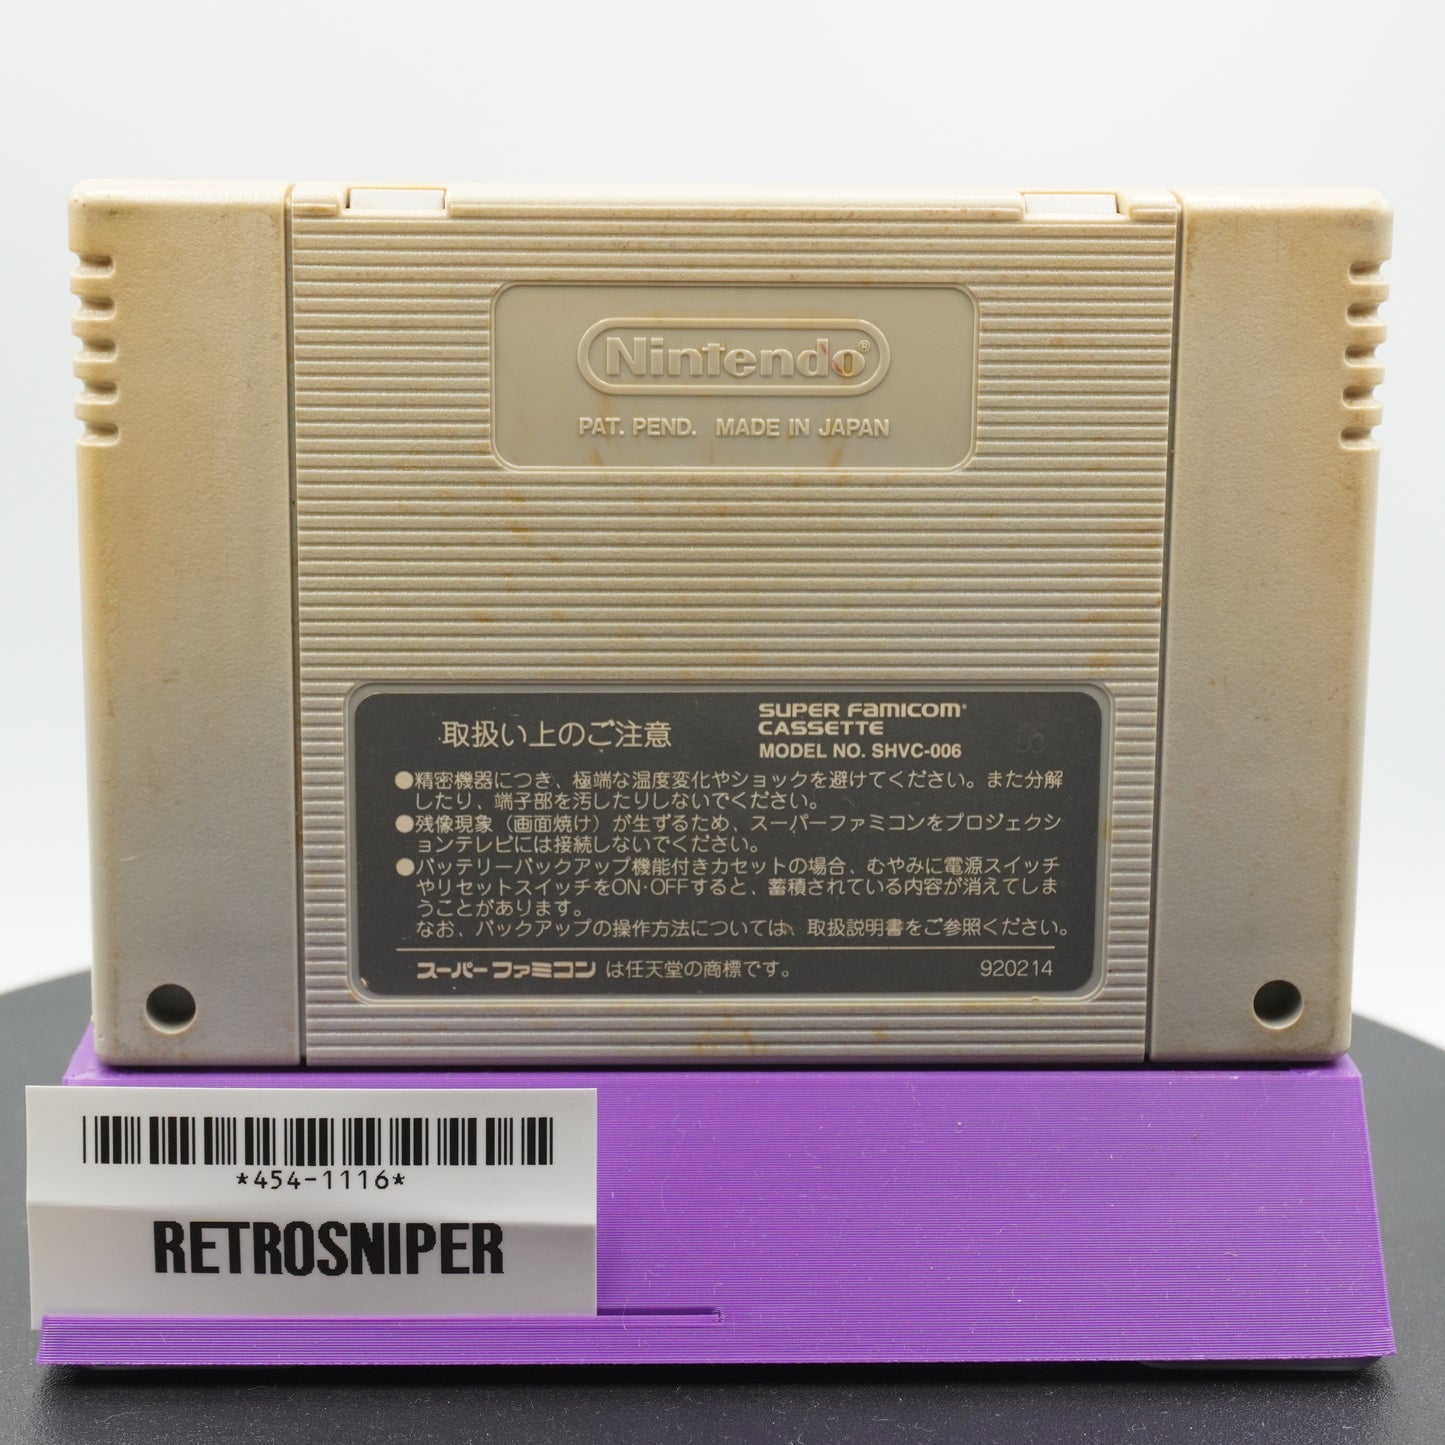 Nintendo®
PAT. PEND. MADE IN JAPAN
取扱い上のご注意
SUPER FAMICOM
CASSETTE
MODEL NO. SHVC-006
●精密機器につき、極端な温度変化やショックを避けてください。また分解
したり、端子部を汚したりしないでください。
●残像現象（画面焼け）が生ずるため、スーパーファミコンをプロジェクシ
ョンテレビには接続しないでください。
●バッテリーバックアップ機能付きカセットの場合、むやみに電源スイッチ
やリセットスイッチをON・OFFすると、蓄積されている内容が消えてしま
うことがあります。
なお、バックアップの操作方法については、取扱説明書をご参照ください。
スーパーファミコンは任天堂の商標です。 920214
*454-1116*
RETROSNIPER